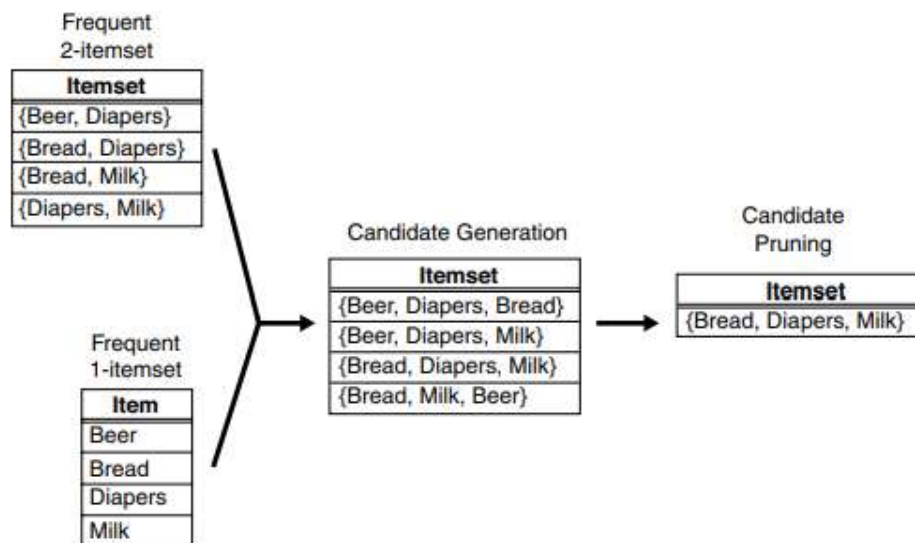 Frequent
2-itemset
Itemset
{Beer, Diapers}
{Bread, Diapers}
{Bread, Milk}
{Diapers, Milk}
Frequent
1-itemset
Item
Beer
Bread
Diapers
Milk
Candidate Generation
Itemset
{Beer, Diapers, Bread}
{Beer, Diapers, Milk}
{Bread, Diapers, Milk}
{Bread, Milk, Beer}
Candidate
Pruning
Itemset
{Bread, Diapers, Milk}